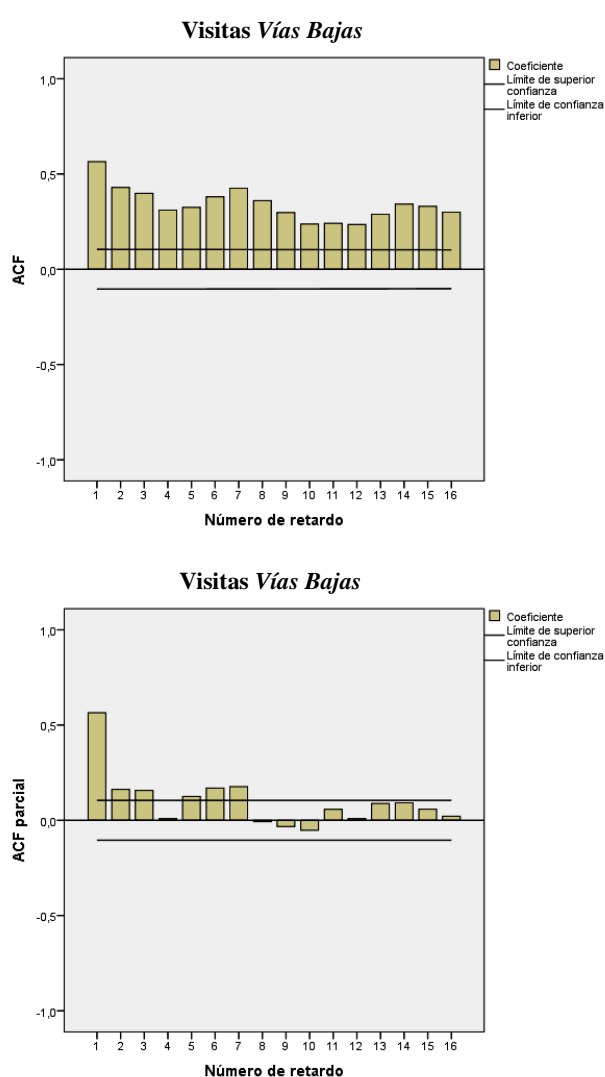 Visitas Vías Bajas
Coeficiente
Límite de superior
confianza
Límite de confianza
inferior
1,0
0,5
0,0
-0,5
-1,0
ACF
1 2 3 4 5 6 7 8 9 10 11 12 13 14 15 16
Número de retardo
Visitas Vías Bajas
Coeficiente
Límite de superior
confianza
Límite de confianza
inferior
1,0
0,5
0,0
-0,5
-1,0
ACF parcial
1 2 3 4 5 6 7 8 9 10 11 12 13 14 15 16
Número de retardo